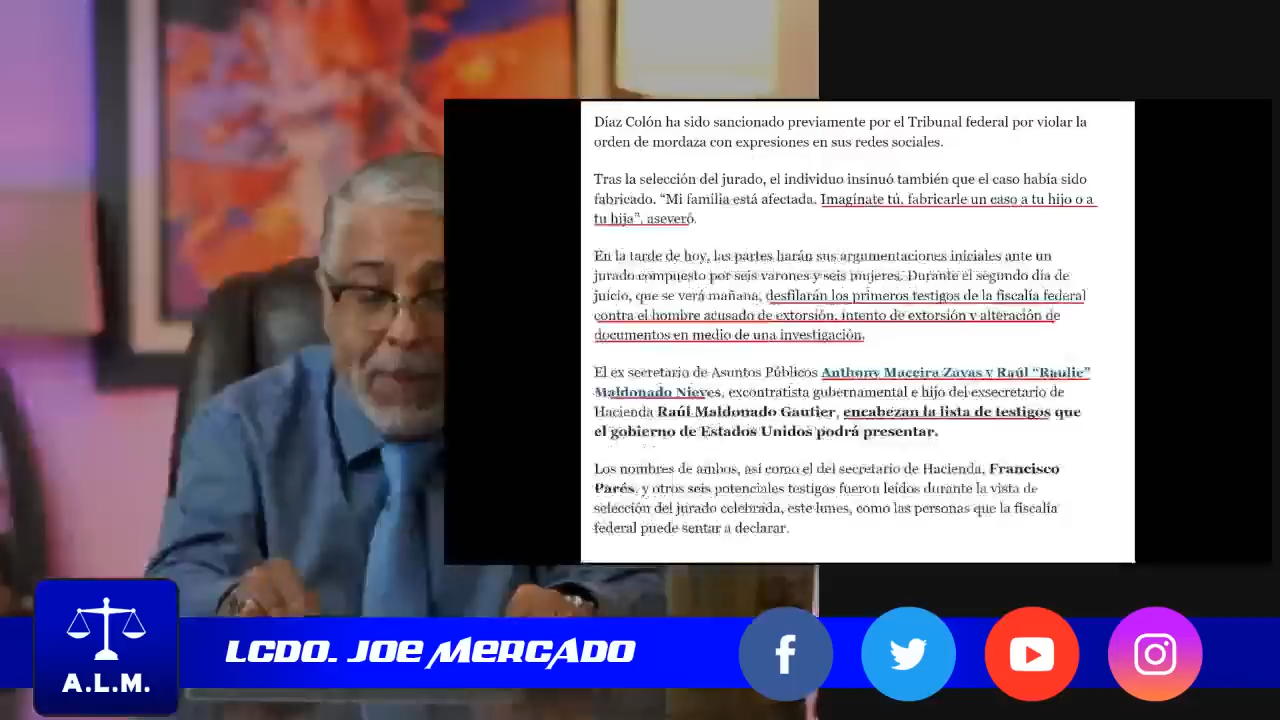 Díaz Colón ha sido sancionado previamente por el Tribunal federal por violar la
orden de mordaza con expresiones en sus redes sociales.
Tras la selección del jurado, el individuo insinuó también que el caso había sido
fabricado. “Mi familia está afectada. Imagínate tú, fabricarle un caso a tu hijo o a
tu hija”, aseveró.
En la tarde de hoy, las partes harán sus argumentaciones iniciales ante un
jurado compuesto por seis varones y seis mujeres. Durante el segundo día de
juicio, que se verá mañana, desfilarán los primeros testigos de la fiscalía federal
contra el hombre acusado de extorsión, intento de extorsión y alteración de
documentos en medio de una investigación.
El ex secretario de Asuntos Públicos Anthony Maceira Zayas y Raúl “Raulie”
Maldonado Nieves, excontratista gubernamental e hijo del exsecretario de
Hacienda Raúl Maldonado Gautier, encabezan la lista de testigos que
el gobierno de Estados Unidos podrá presentar.
Los nombres de ambos, así como el del secretario de Hacienda, Francisco
Parés, y otros seis potenciales testigos fueron leídos durante la vista de
selección del jurado celebrada, este lunes, como las personas que la fiscalía
federal puede sentar a declarar.
A.L.M.
LCDO. JOE MERCADO